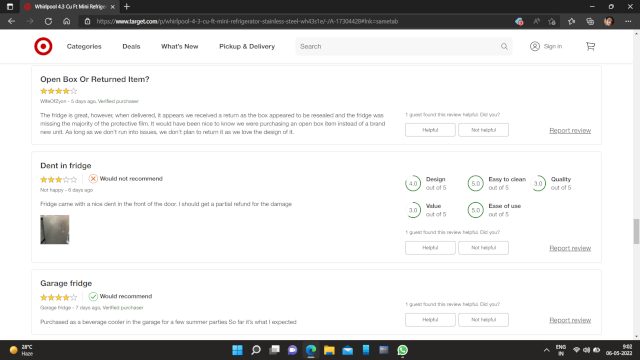 Whirlpool 4.3 Cu Ft Mini Refrige
https://www.target.com/p/whirlpool-4-3-cu-ft-mini-refrigerator-stainless-steel-wh43s1e/-/A-17304428#lnk=sametab
Categories Deals What's New Pickup & Delivery Search Sign in
Open Box Or Returned Item?
5 days ago, Verified purchaser
The fridge is great, however, when delivered, it appears we received a return as the box appeared to be resealed and the fridge was
missing the majority of the protective film. It would have been nice to know we were purchasing an open box item instead of a brand
new unit. As long as we don't run into issues, we don't plan to return it as we love the design of it.
1 guest found this review helpful. Did you?
Helpful Not helpful Report review
Dent in fridge
Would not recommend
Not happy - 6 days ago
Fridge came with a nice dent in the front of the door. I should get a partial refund for the damage
4.0 Design out of 5
5.0 Easy to clean out of 5
3.0 Quality out of 5
3.0 Value out of 5
5.0 Ease of use out of 5
1 guest found this review helpful. Did you?
Helpful Not helpful Report review
Garage fridge
Would recommend
Garage fridge - 7 days ago, Verified purchaser
Purchased as a beverage cooler in the garage for a few summer parties So far it's what I expected
1 guest found this review helpful. Did you?
Helpful Not helpful Report review
28°C
Haze
ENG
IN
9:02
06-05-2022